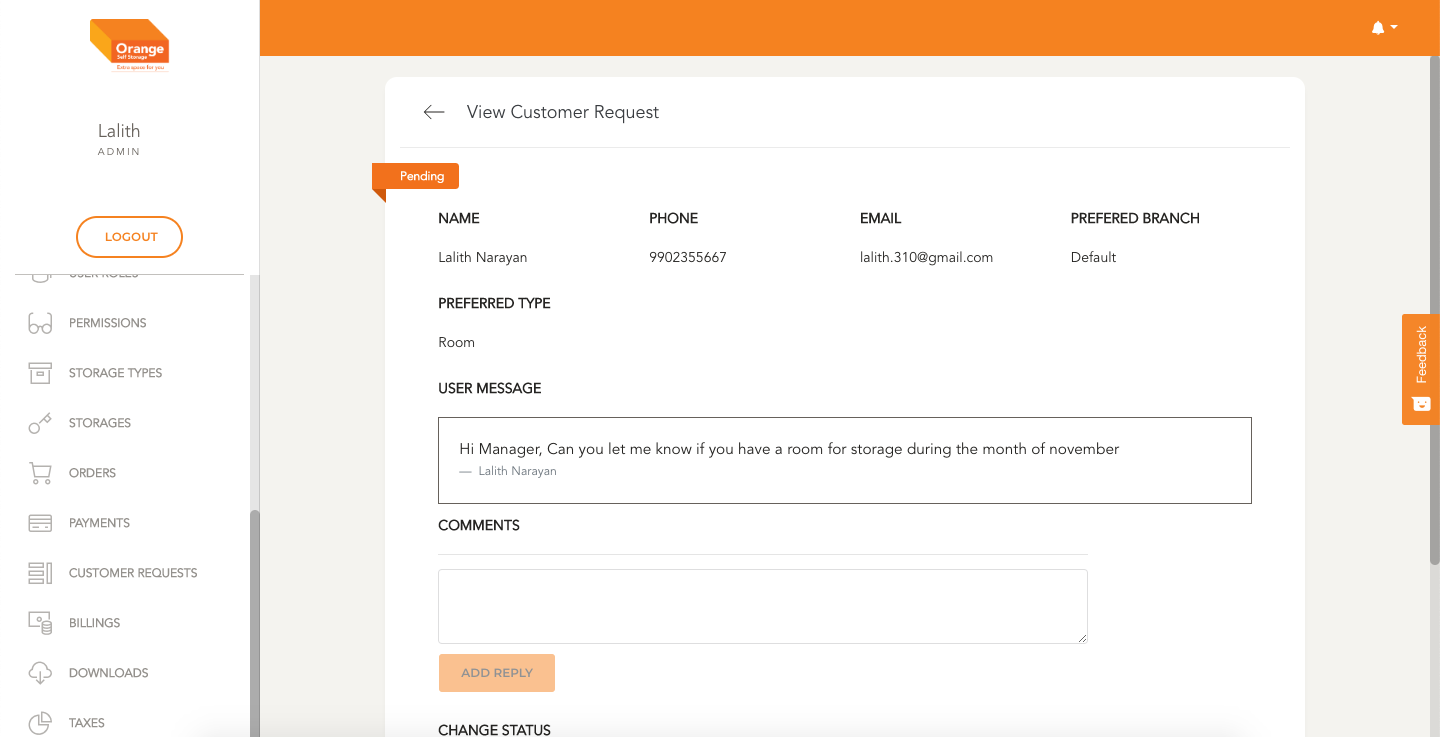 Orange
Self Storage
Extra space for you
Lalith
ADMIN
LOGOUT
USER ROLES
PERMISSIONS
STORAGE TYPES
STORAGES
ORDERS
PAYMENTS
CUSTOMER REQUESTS
BILLINGS
DOWNLOADS
TAXES
View Customer Request
Pending
NAME PHONE EMAIL PREFERED BRANCH
Lalith Narayan 9902355667 lalith.310@gmail.com Default
PREFERRED TYPE
Room
USER MESSAGE
Hi Manager, Can you let me know if you have a room for storage during the month of november
— Lalith Narayan
COMMENTS
ADD REPLY
CHANGE STATUS
Feedback